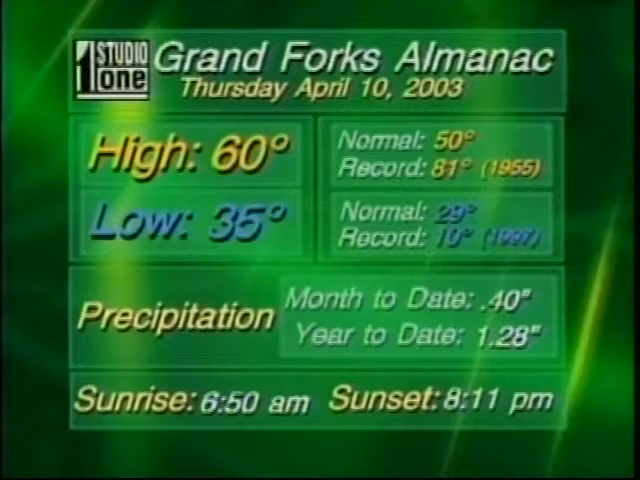 1 STUDIO one
Grand Forks Almanac
Thursday April 10, 2003
High: 60°
Normal: 50°
Record: 81° (1955)
Low: 35°
Normal: 29°
Record: 10° (1997)
Precipitation
Month to Date: .40"
Year to Date: 1.28"
Sunrise: 6:50 am Sunset: 8:11 pm